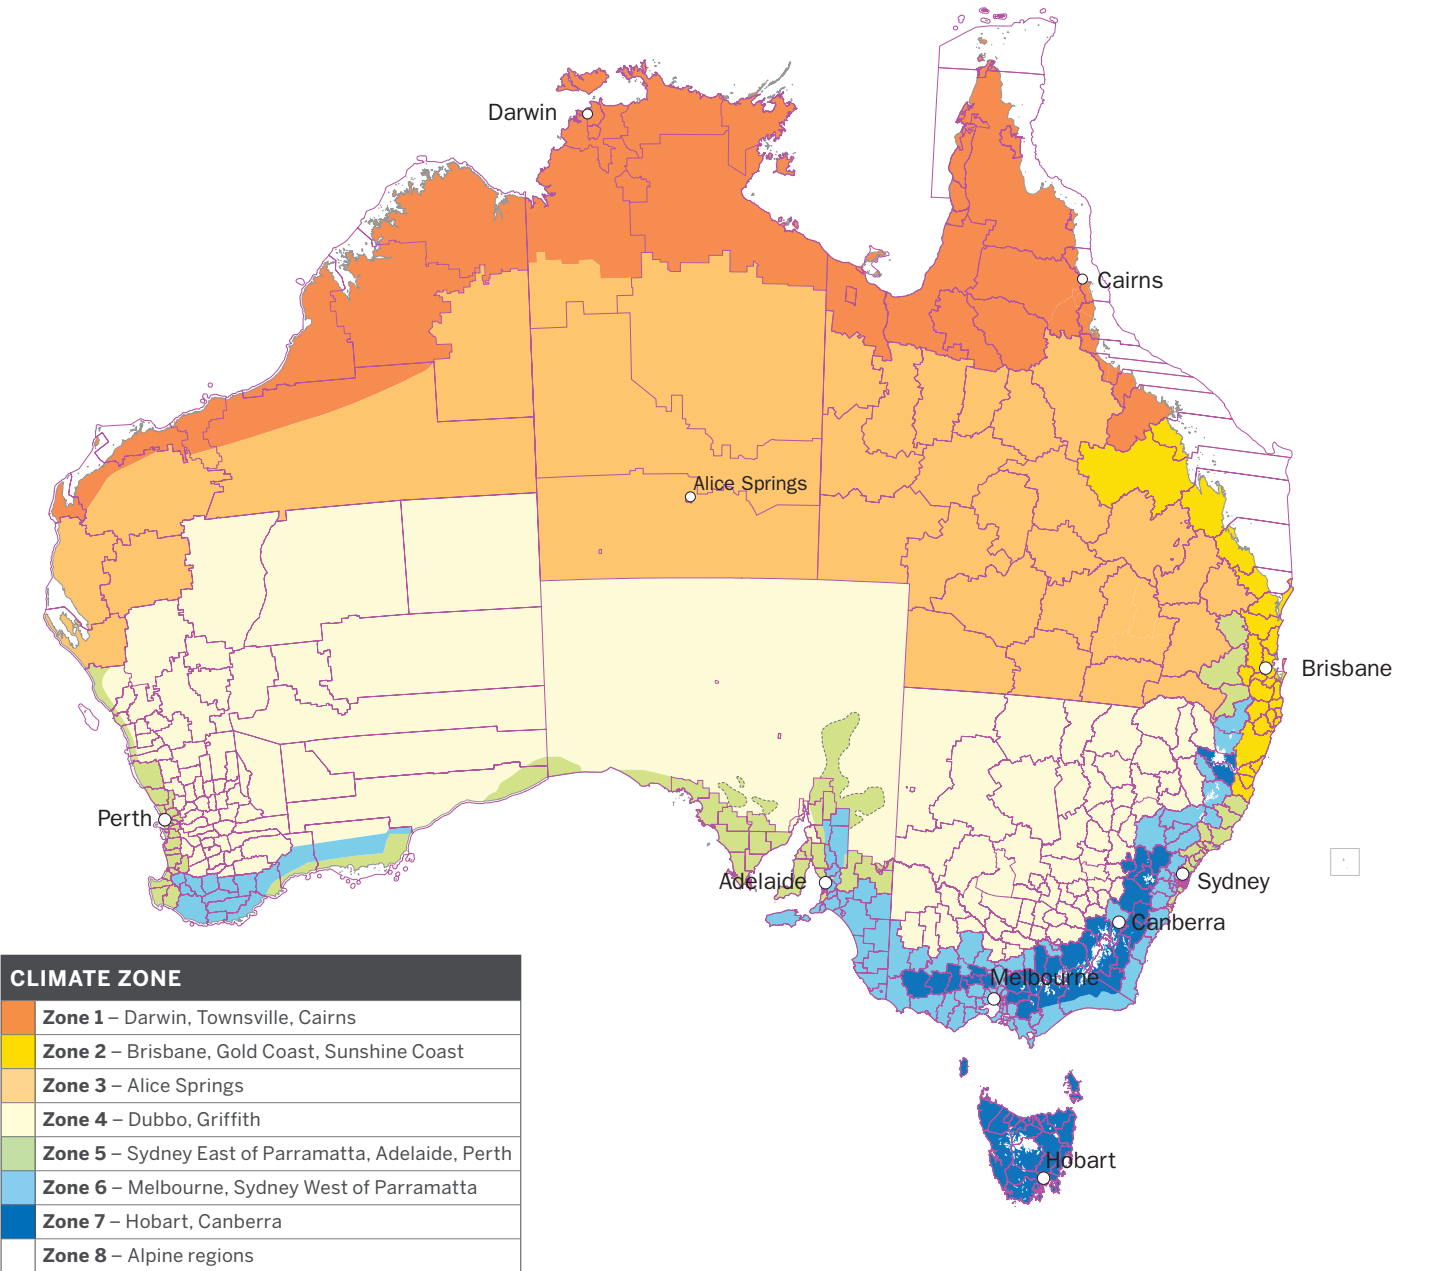 Darwin
Cairns
Alice Springs
Brisbane
Perth
Adelaide
Sydney
Canberra
Melbourne
Hobart
CLIMATE ZONE
Zone 1 – Darwin, Townsville, Cairns
Zone 2 – Brisbane, Gold Coast, Sunshine Coast
Zone 3 – Alice Springs
Zone 4 – Dubbo, Griffith
Zone 5 – Sydney East of Parramatta, Adelaide, Perth
Zone 6 – Melbourne, Sydney West of Parramatta
Zone 7 – Hobart, Canberra
Zone 8 – Alpine regions